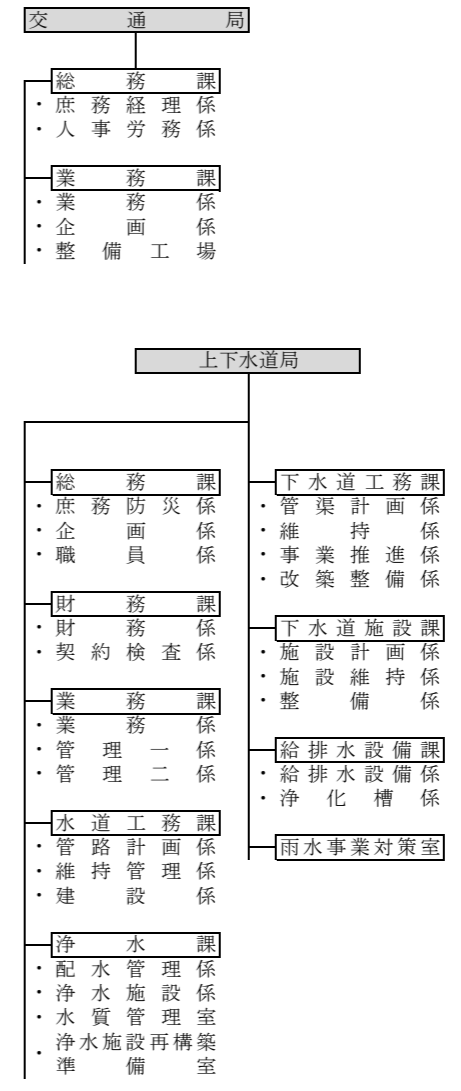 交通局
総務課
・庶務経理係
・人事労務係
業務課
・業務係
・企画係
・整備工場
上下水道局
総務課
・庶務防災係
・企画係
・職員係
財務課
・財務係
・契約検査係
業務課
・業務係
・管理一係
・管理二係
水道工務課
・管路計画係
・維持管理係
・建設係
浄水課
・配水管理係
・浄水施設係
・水質管理室
・浄水施設再構築
準備室
下水道工務課
・管渠計画係
・維持係
・事業推進係
・改築整備係
下水道施設課
・施設計画係
・施設維持係
・整備係
給排水設備課
・給排水設備係
・浄化槽係
雨水事業対策室